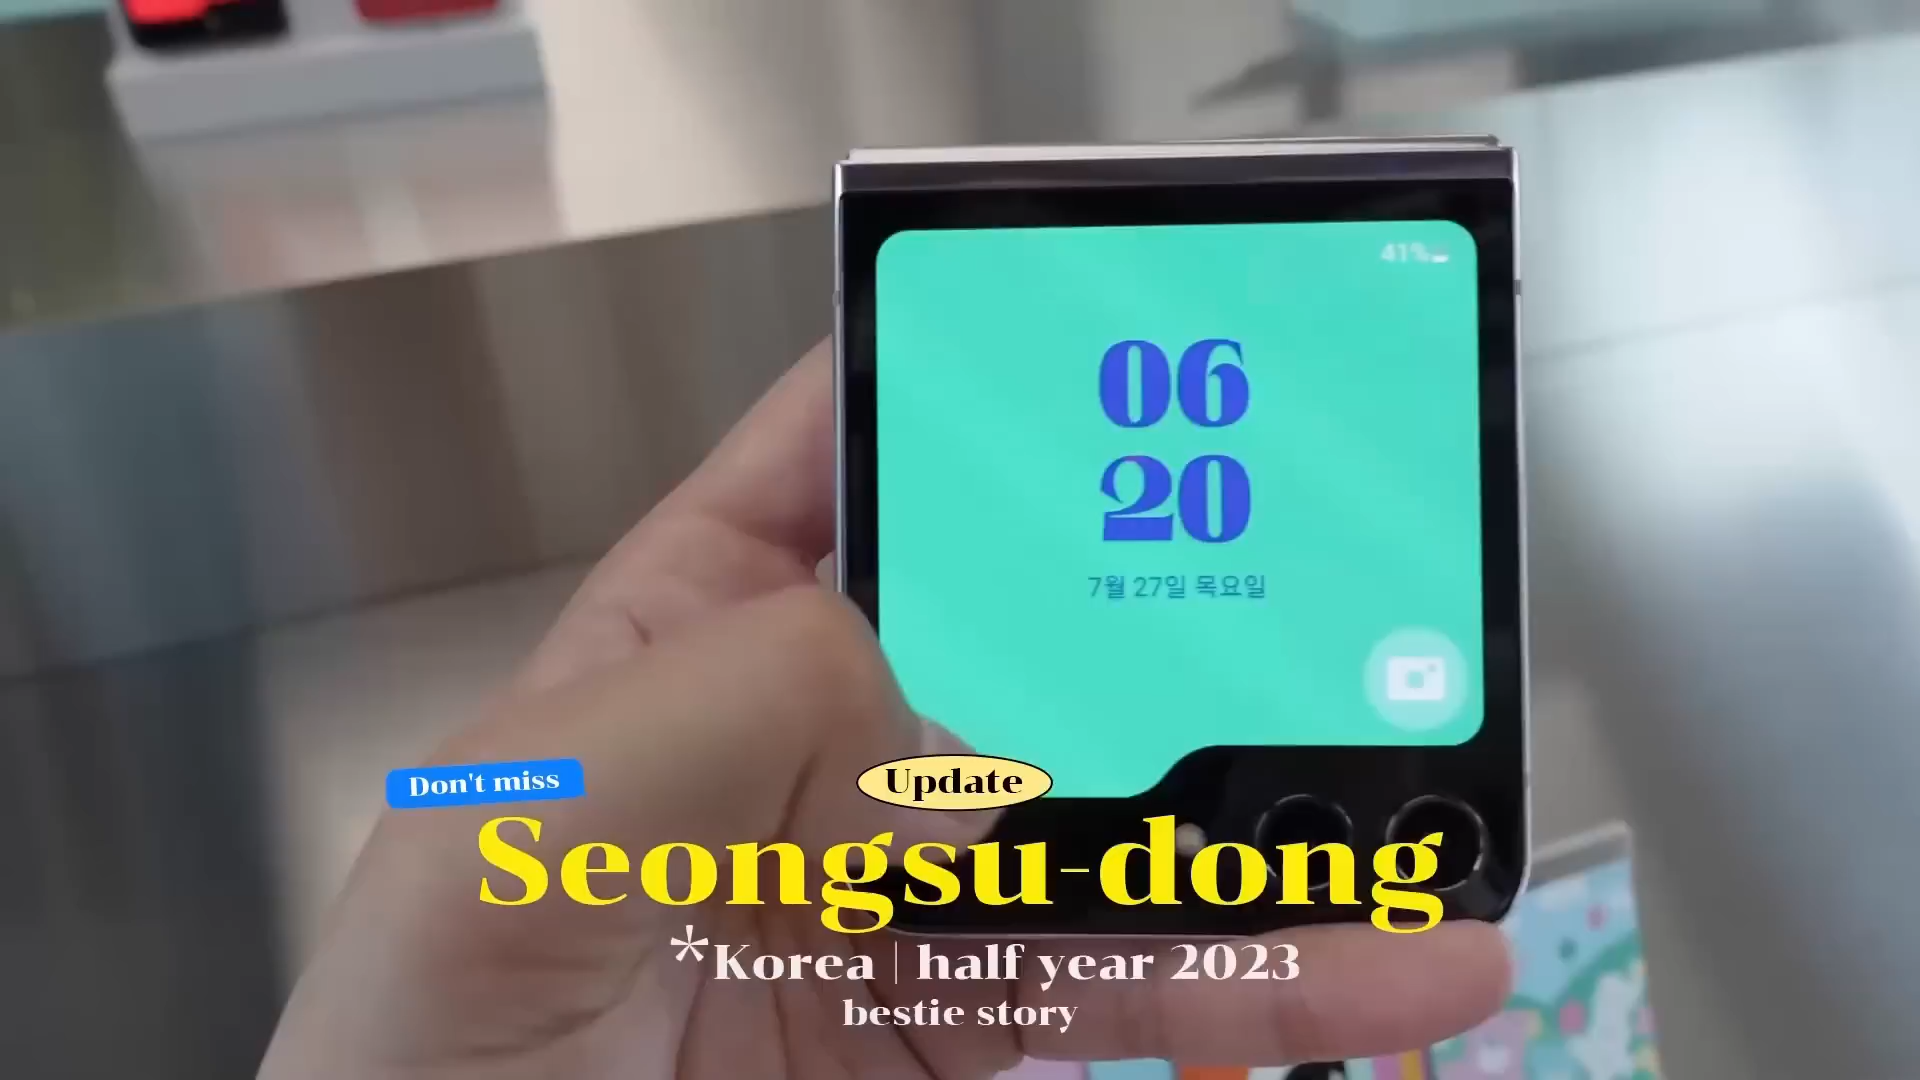 41%
06
20
7월 27일 목요일
Don't miss
Update
Seongsu-dong
*Korea | half year 2023
bestie story